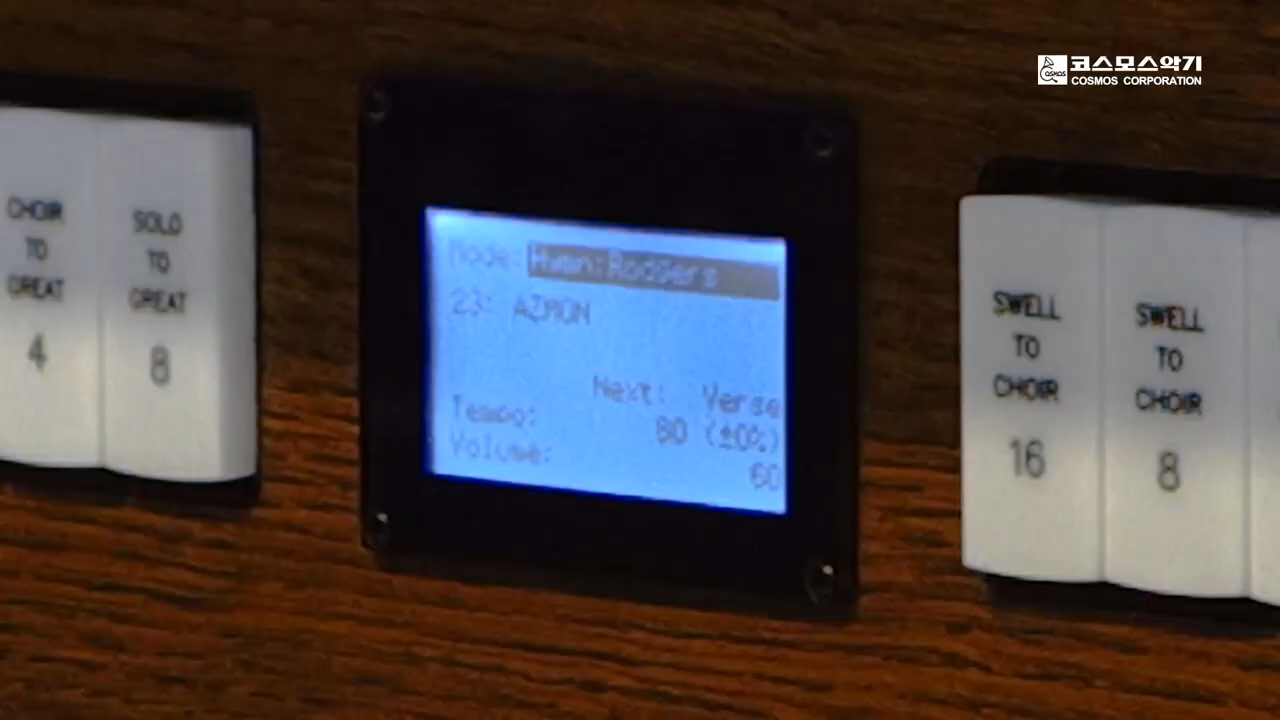 코스모스악기
COSMOS CORPORATION
COSMOS
CHOIR
TO
GREAT
4
SOLO
TO
GREAT
8
Mode: Hymn:Rodgers
23: AZMON
Next: Verse
Tempo: 80 (±0%)
Volume: 60
SWELL
TO
CHOIR
16
SWELL
TO
CHOIR
8